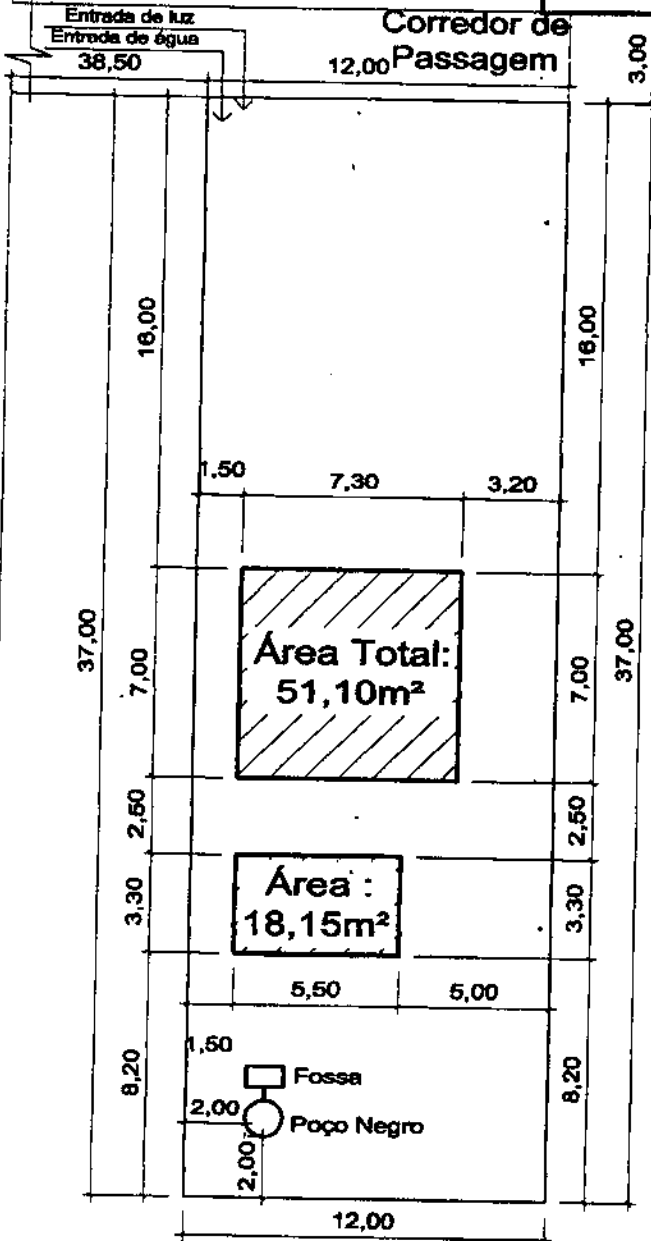 Entrada de luz
Entrada de água
Corredor de
Passagem
38,50
12,00
3,00
16,00
16,00
1,50
7,30
3,20
37,00
7,00
Área Total:
51,10m²
7,00
37,00
2,50
2,50
3,30
Área :
18,15m²
3,30
5,50
5,00
1,50
8,20
Fossa
8,20
2,00
Poço Negro
2,00
12,00